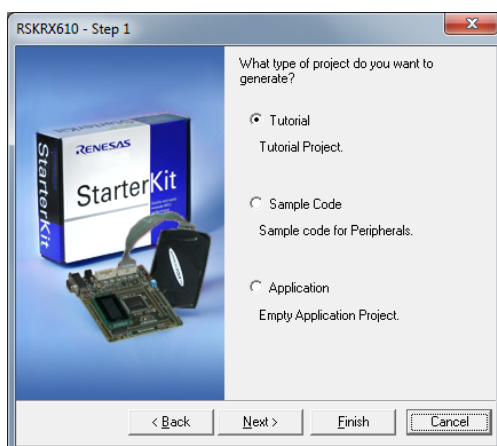 RSKRX610 - Step 1
What type of project do you want to
generate?
Tutorial
Tutorial Project.
Sample Code
Sample code for Peripherals.
Application
Empty Application Project.
RENESAS
StarterKit
StarterKit
< Back
Next >
Finish
Cancel